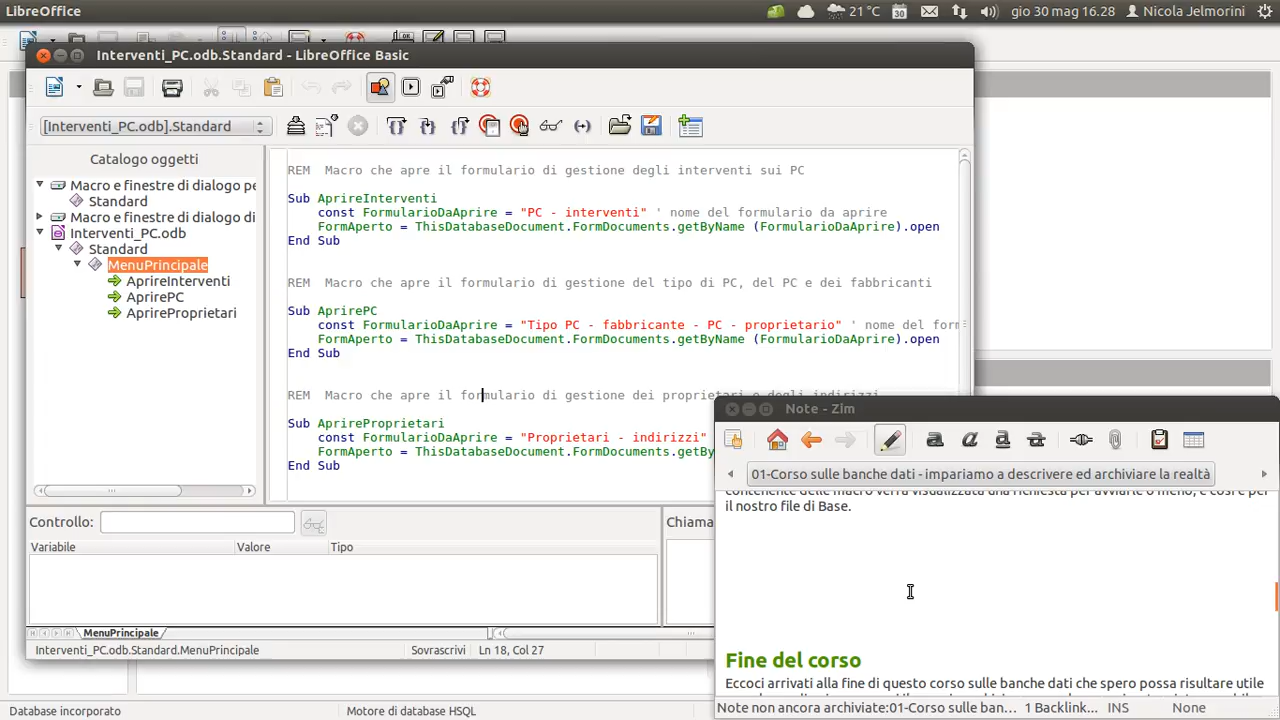 LibreOffice
21 °C
30
gio 30 mag 16.28
Nicola Jelmorini
Interventi_PC.odb.Standard - LibreOffice Basic
[Interventi_PC.odb].Standard
Catalogo oggetti
Macro e finestre di dialogo pe
Standard
Macro e finestre di dialogo di
Interventi_PC.odb
Standard
MenuPrincipale
AprireInterventi
AprirePC
AprireProprietari
REM  Macro che apre il formulario di gestione degli interventi sui PC
Sub AprireInterventi
const FormularioDaAprire = "PC - interventi" ' nome del formulario da aprire
FormAperto = ThisDatabaseDocument.FormDocuments.getByName (FormularioDaAprire).open
End Sub
REM  Macro che apre il formulario di gestione del tipo di PC, del PC e dei fabbricanti
Sub AprirePC
const FormularioDaAprire = "Tipo PC - fabbricante - PC - proprietario" ' nome del form
FormAperto = ThisDatabaseDocument.FormDocuments.getByName (FormularioDaAprire).open
End Sub
REM  Macro che apre il formulario di gestione dei proprietari e degli indirizzi
Sub AprireProprietari
const FormularioDaAprire = "Proprietari - indirizzi"
FormAperto = ThisDatabaseDocument.FormDocuments.getBy
End Sub
Controllo:
Chiama
Variabile
Valore
Tipo
MenuPrincipale
Interventi_PC.odb.Standard.MenuPrincipale
Sovrascrivi
Ln 18, Col 27
Note - Zim
01-Corso sulle banche dati - impariamo a descrivere ed archiviare la realtà
contenente delle macro verrà visualizzata una richiesta per avviarle o meno, e così è per
il nostro file di Base.
Fine del corso
Eccoci arrivati alla fine di questo corso sulle banche dati che spero possa risultare utile
Note non ancora archiviate:01-Corso sulle ban...
1 Backlink...
INS
None
Database incorporato
Motore di database HSQL